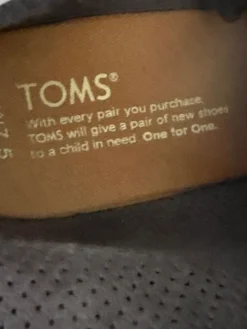 TOMS®
With every pair you purchase,
TOMS will give a pair of new shoes
to a child in need. One for One.